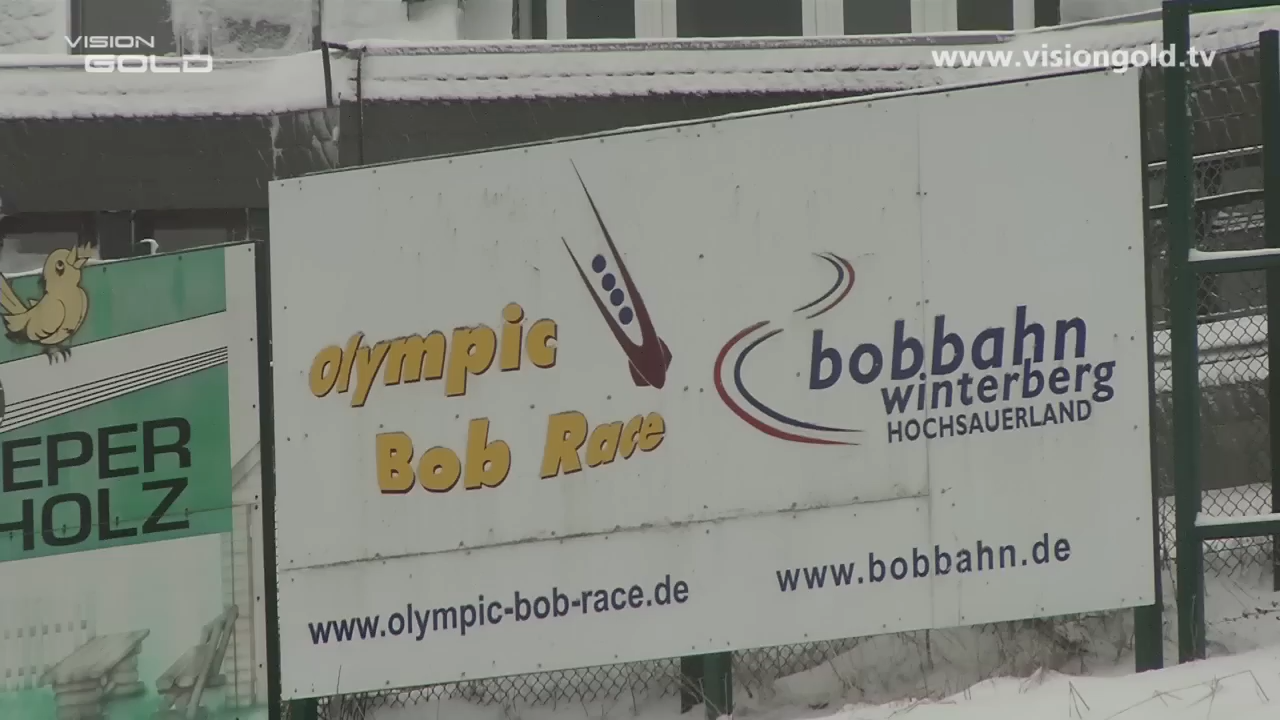 VISION
GOLD
www.visiongold.tv
Olympic
Bob Race
bobbahn
winterberg
HOCHSAUERLAND
www.olympic-bob-race.de
www.bobbahn.de
EPER
HOLZ